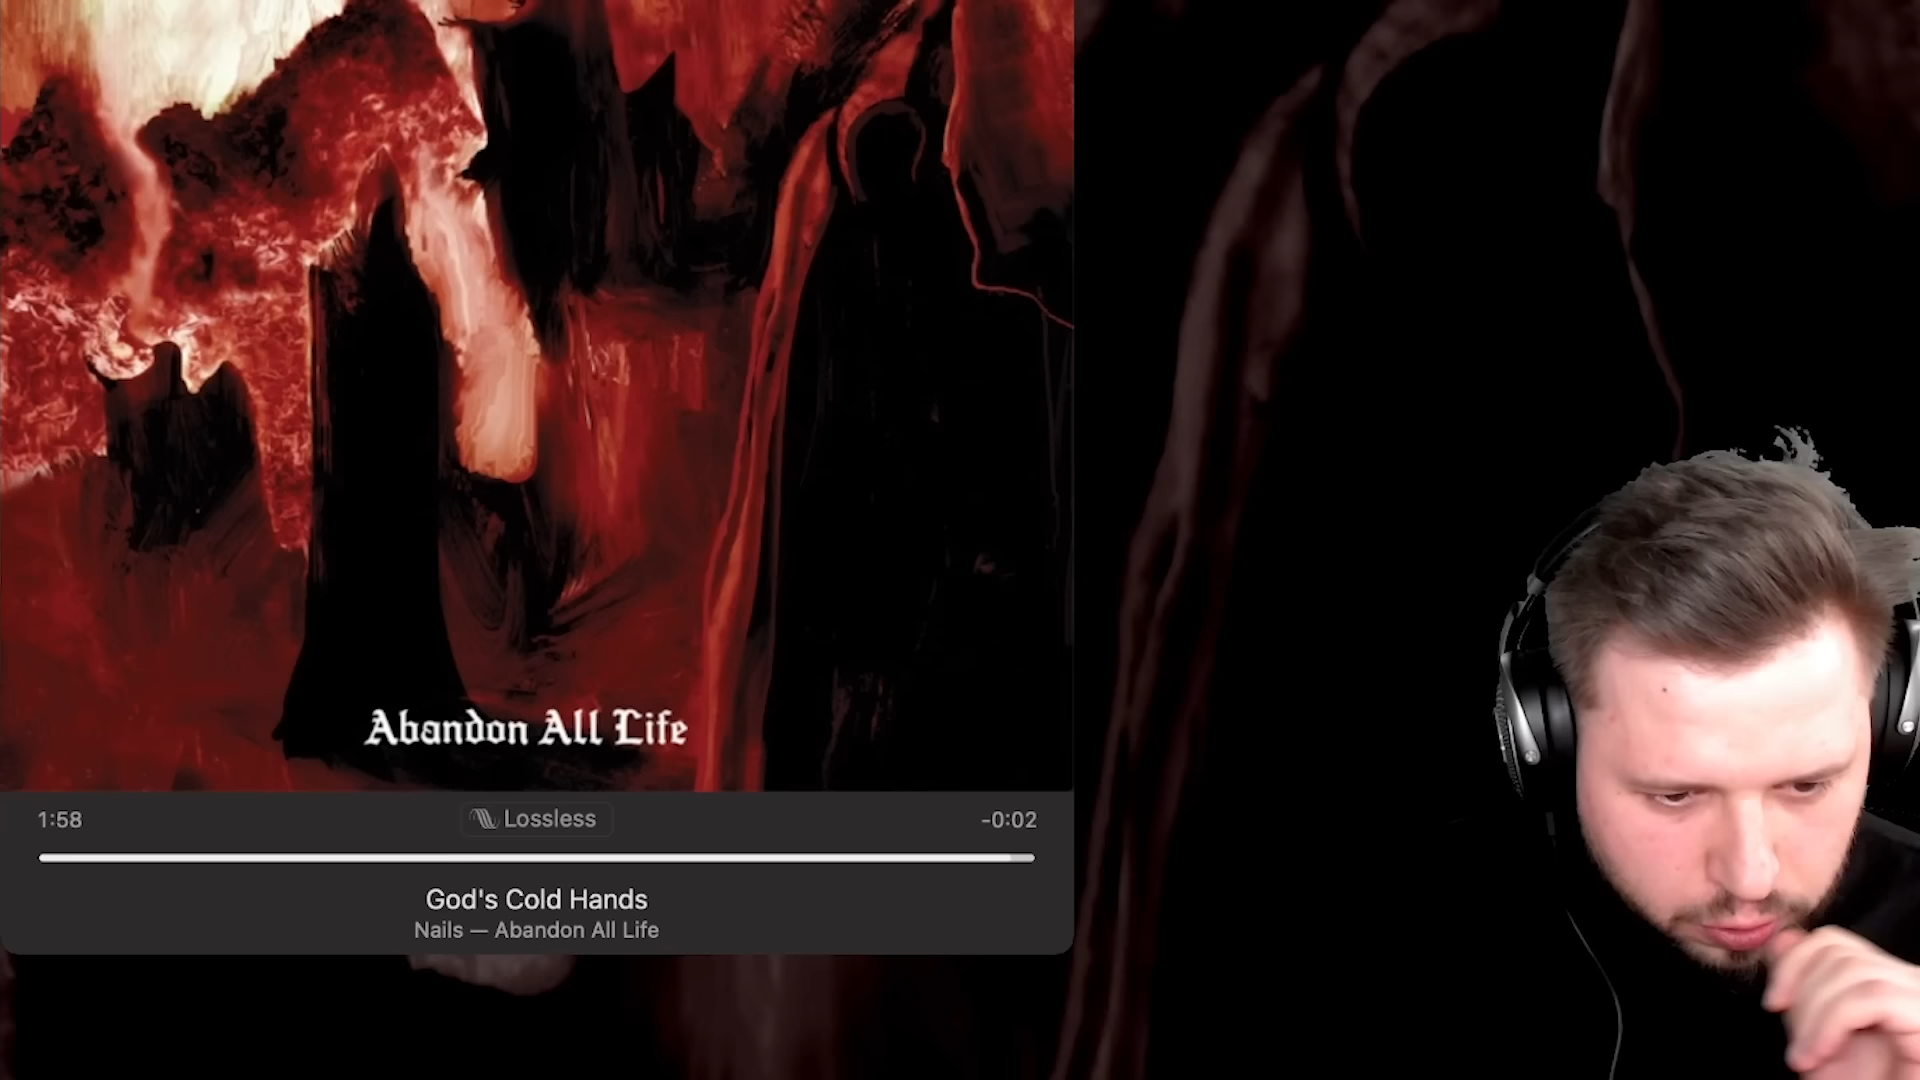 Abandon All Life
1:58
Lossless
-0:02
God's Cold Hands
Nails — Abandon All Life